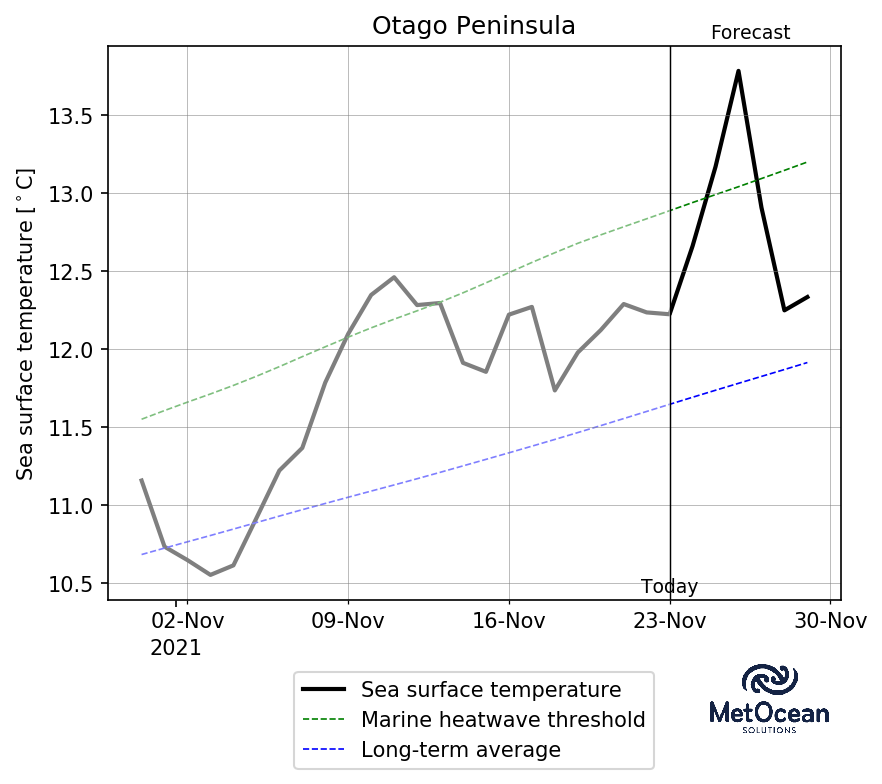 Otago Peninsula
Forecast
Sea surface temperature [°C]
13.5
13.0
12.5
12.0
11.5
11.0
10.5
Today
02-Nov
09-Nov
16-Nov
23-Nov
30-Nov
2021
Sea surface temperature
Marine heatwave threshold
Long-term average
MetOcean
SOLUTIONS